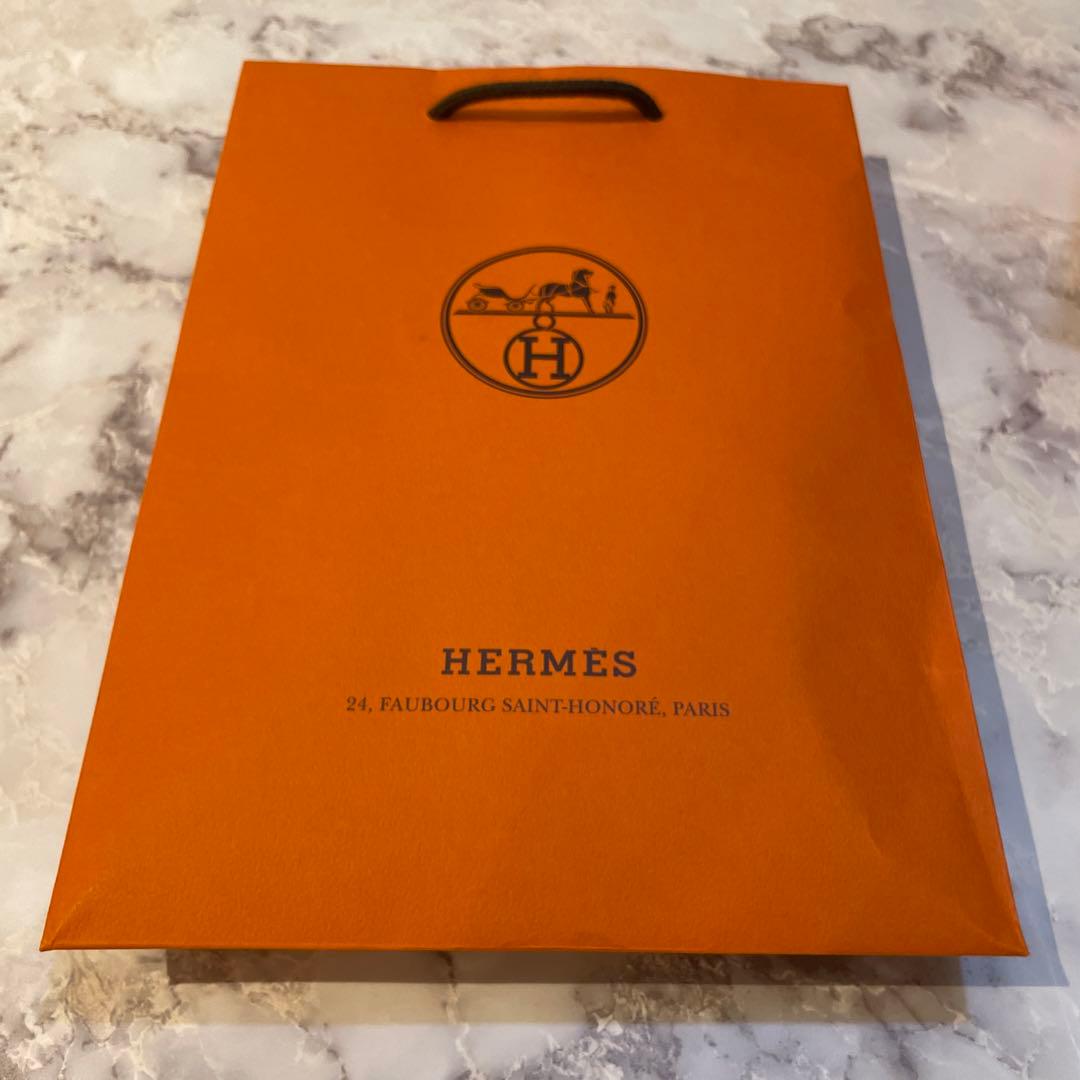 H
HERMÈS
24, FAUBOURG SAINT-HONORÉ, PARIS